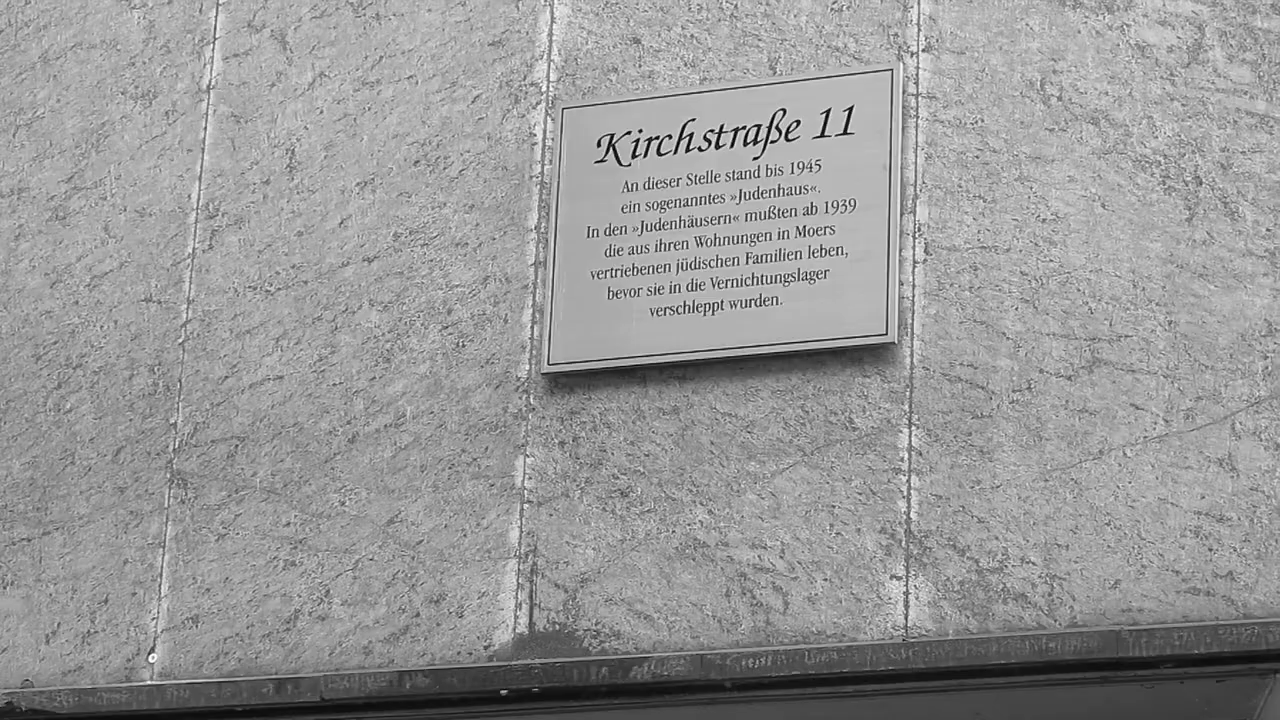 Kirchstraße 11
An dieser Stelle stand bis 1945
ein sogenanntes »Judenhaus«.
In den »Judenhäusern« mußten ab 1939
die aus ihren Wohnungen in Moers
vertriebenen jüdischen Familien leben,
bevor sie in die Vernichtungslager
verschleppt wurden.